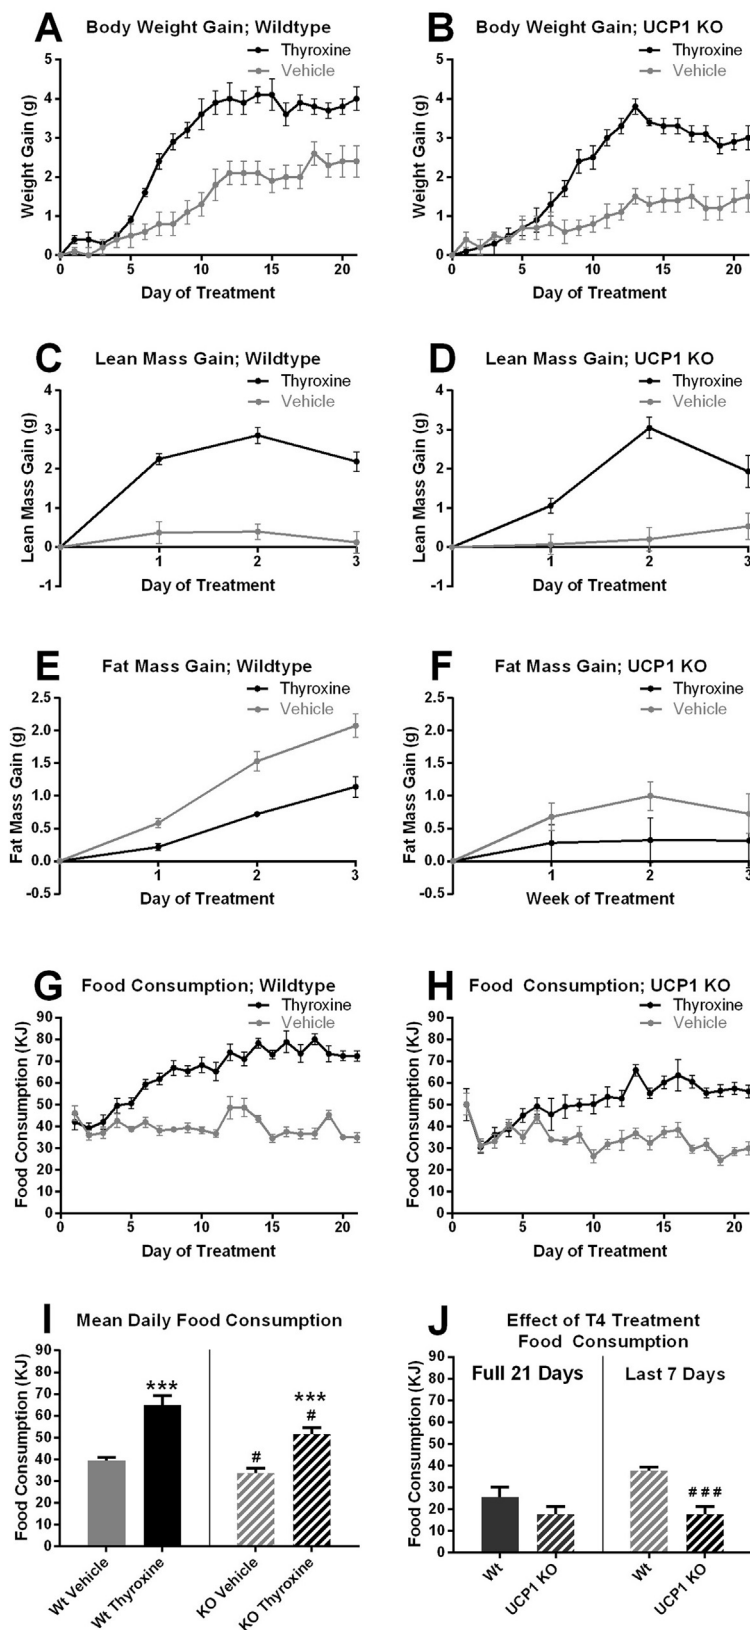 A Body Weight Gain; Wildtype
Thyroxine
Vehicle
Weight Gain (g)
5
4
3
2
1
0
0 5 10 15 20
Day of Treatment
B Body Weight Gain; UCP1 KO
Thyroxine
Vehicle
Weight Gain (g)
5
4
3
2
1
0
0 5 10 15 20
Day of Treatment
C Lean Mass Gain; Wildtype
Thyroxine
Vehicle
Lean Mass Gain (g)
4
3
2
1
0
-1
1 2 3
Day of Treatment
D Lean Mass Gain; UCP1 KO
Thyroxine
Vehicle
Lean Mass Gain (g)
4
3
2
1
0
-1
1 2 3
Day of Treatment
E Fat Mass Gain; Wildtype
Thyroxine
Vehicle
Fat Mass Gain (g)
2.5
2.0
1.5
1.0
0.5
0.0
-0.5
1 2 3
Day of Treatment
F Fat Mass Gain; UCP1 KO
Thyroxine
Vehicle
Fat Mass Gain (g)
2.5
2.0
1.5
1.0
0.5
0.0
-0.5
1 2 3
Week of Treatment
G Food Consumption; Wildtype
Thyroxine
Vehicle
Food Consumption (KJ)
90
80
70
60
50
40
30
20
10
0
0 5 10 15 20
Day of Treatment
H Food Consumption; UCP1 KO
Thyroxine
Vehicle
Food Consumption (KJ)
90
80
70
60
50
40
30
20
10
0
0 5 10 15 20
Day of Treatment
I Mean Daily Food Consumption
Food Consumption (KJ)
90
80
70
60
50
40
30
20
10
0
***
#
***
#
Wt Vehicle
Wt Thyroxine
KO Vehicle
KO Thyroxine
J Effect of T4 Treatment
Food Consumption
Full 21 Days
Last 7 Days
Food Consumption (KJ)
90
80
70
60
50
40
30
20
10
0
###
Wt
UCP1 KO
Wt
UCP1 KO